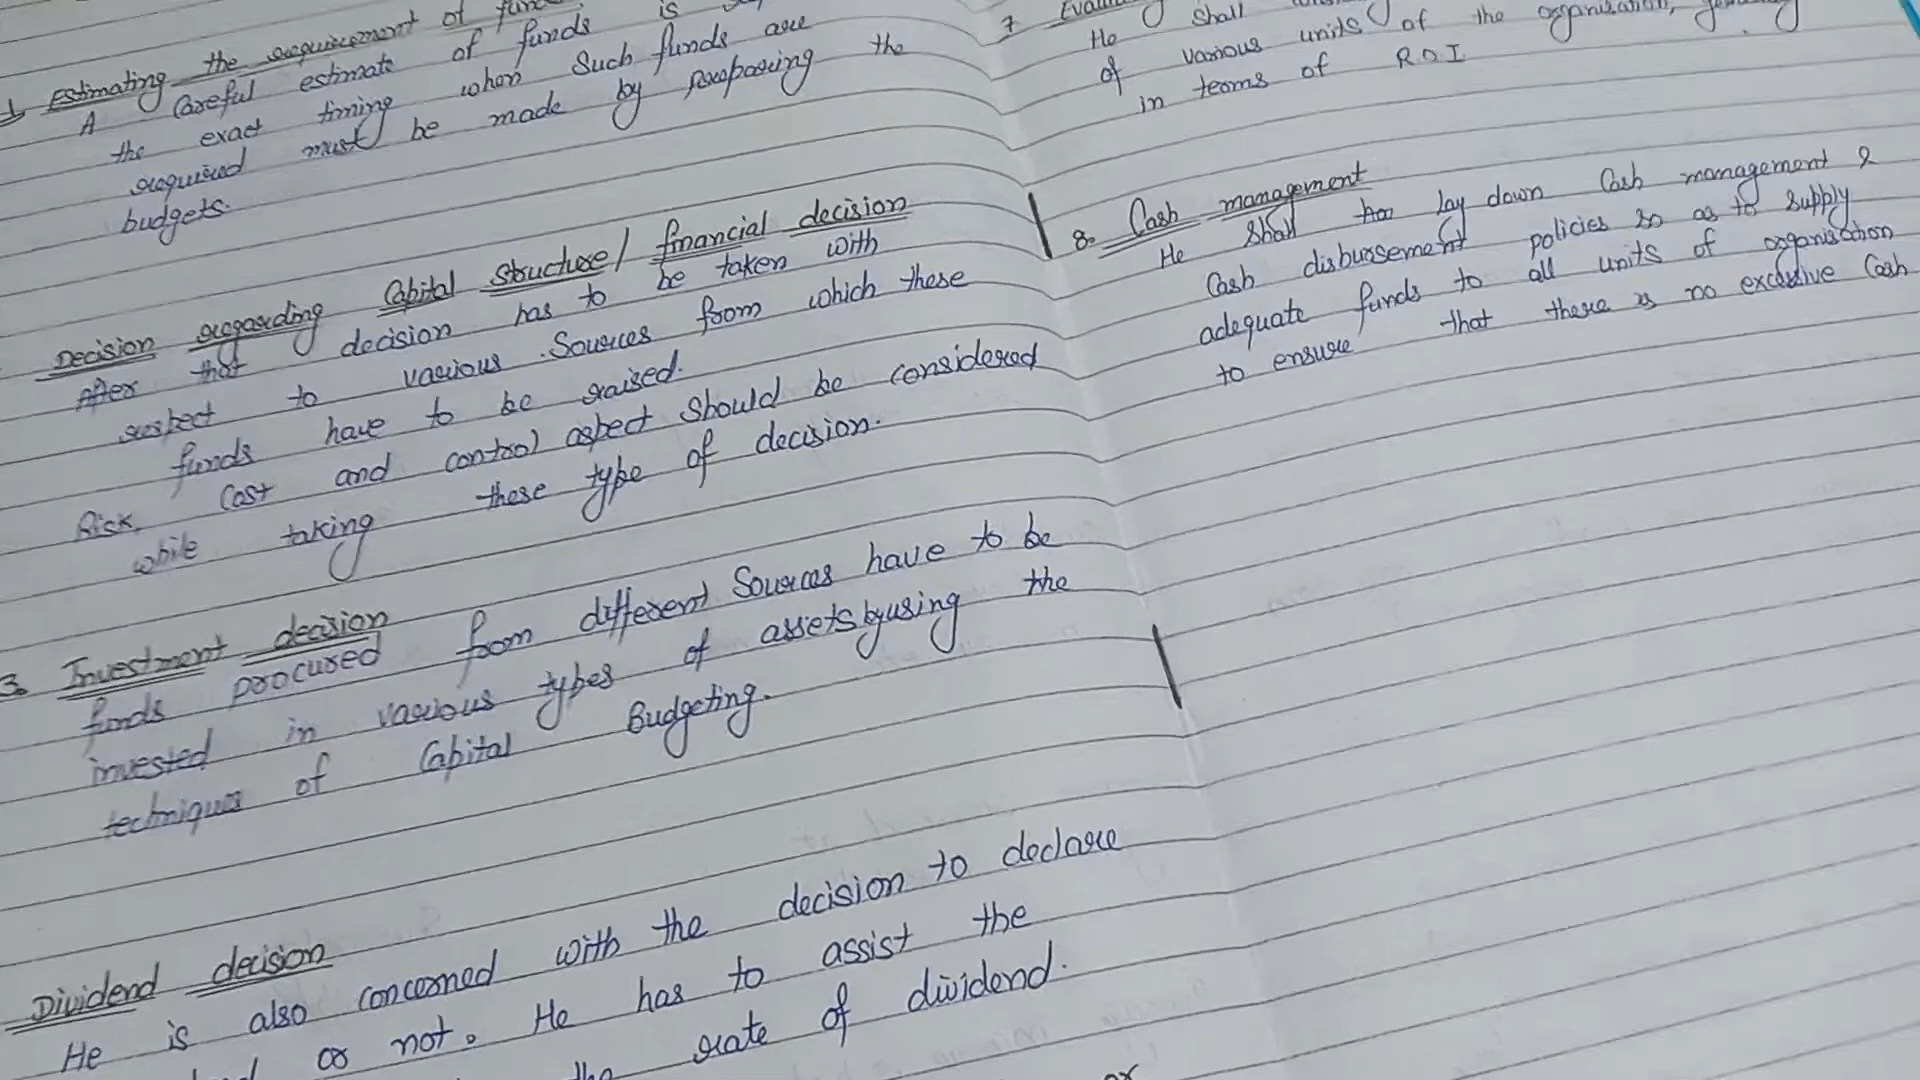 1. Estimating the requirement of
A Careful estimate of funds is
the exact timing when Such funds are
required must be made by preparing the
budgets.
Decision regarding Capital Structure/ financial decision
After that decision has to be taken with
respect to various Sources from which these
funds have to be raised.
Risk, Cost and control aspect Should be considered
while taking these type of decision.
3. Investment decision
funds procured from different Sources have to be
invested in various types of assets by using the
techniques of Capital Budgeting.
Dividend decision
He is also concerned with the decision to declare
or not. He has to assist the
the rate of dividend.
7
He shall
of various units of the organisation,
in terms of ROI
8. Cash management
He Shall lay down Cash management &
Cash disbursement policies so as to Supply
adequate funds to all units of organisation
to ensure that there is no excessive Cash